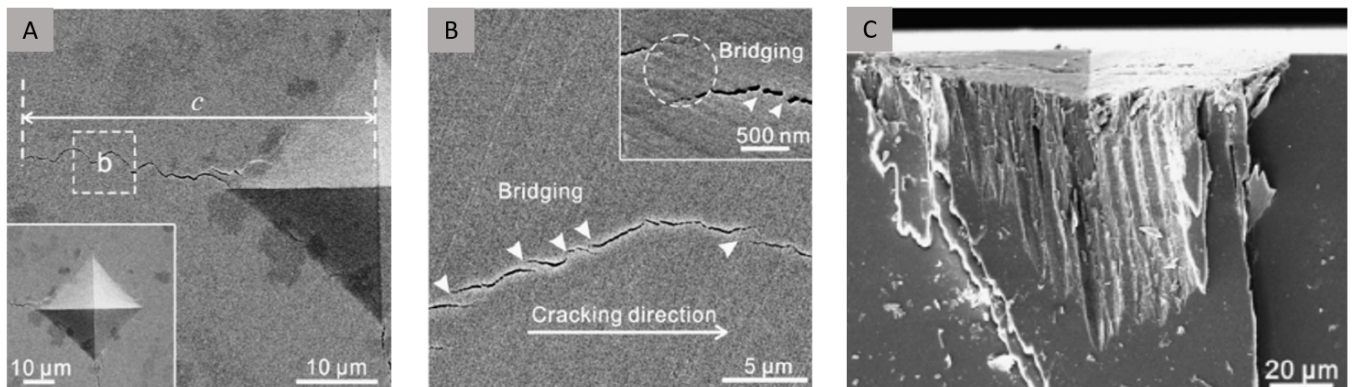 A
c
b
10 µm
10 µm
B
Bridging
500 nm
Bridging
Cracking direction
5 µm
C
20 µm